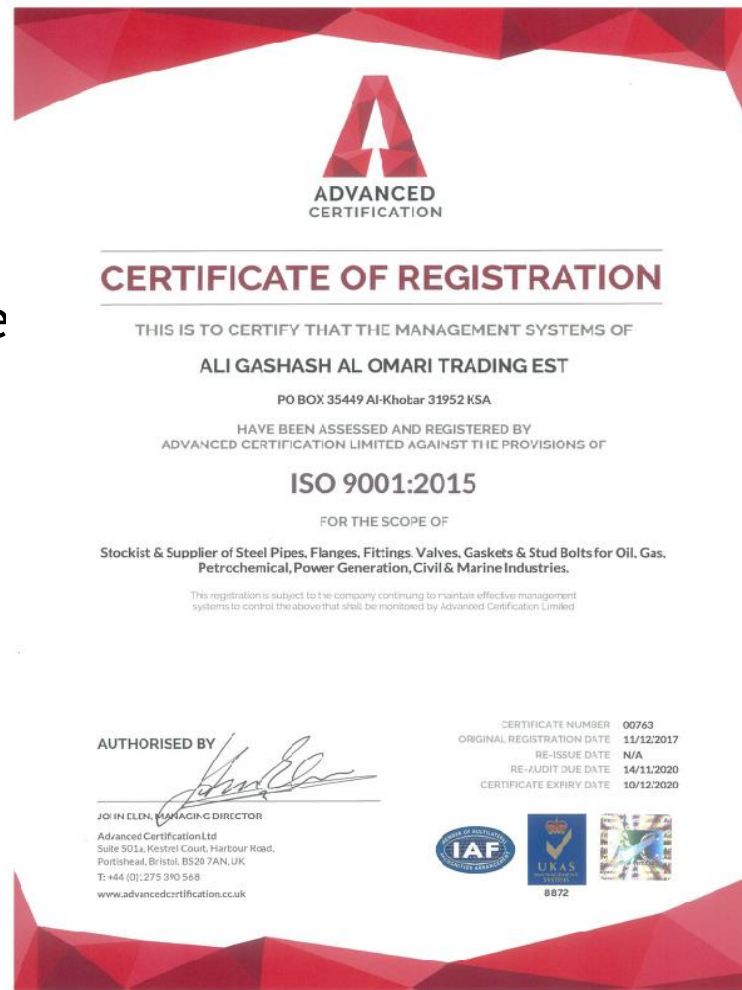 ADVANCED
CERTIFICATION
CERTIFICATE OF REGISTRATION
e
THIS IS TO CERTIFY THAT THE MANAGEMENT SYSTEMS OF
ALI GASHASH AL OMARI TRADING EST
PO BOX 35449 Al-Khobar 31952 KSA
HAVE BEEN ASSESSED AND REGISTERED BY
ADVANCED CERTIFICATION LIMITED AGAINST THE PROVISIONS OF
ISO 9001:2015
FOR THE SCOPE OF
Stockist & Supplier of Steel Pipes, Flanges, Fittings, Valves, Gaskets & Stud Bolts for Oil, Gas,
Petrochemical, Power Generation, Civil & Marine Industries.
This registration is subject to the company continuing to maintain effective management
systems to control the above that shall be monitored by Advanced Certification Limited
CERTIFICATE NUMBER 00763
ORIGINAL REGISTRATION DATE 11/12/2017
RE-ISSUE DATE N/A
RE-AUDIT DUE DATE 14/11/2020
CERTIFICATE EXPIRY DATE 10/12/2020
AUTHORISED BY
JOHN ELEN, MANAGING DIRECTOR
Advanced Certification Ltd
Suite 501a, Kestrel Court, Harbour Road,
Portishead, Bristol, BS20 7AN, UK
T: +44 (0)1275 390 568
www.advancedcertification.co.uk
MEMBER OF MULTILATERAL
IAF
RECOGNITION ARRANGEMENT
UKAS
MANAGEMENT
SYSTEMS
8872